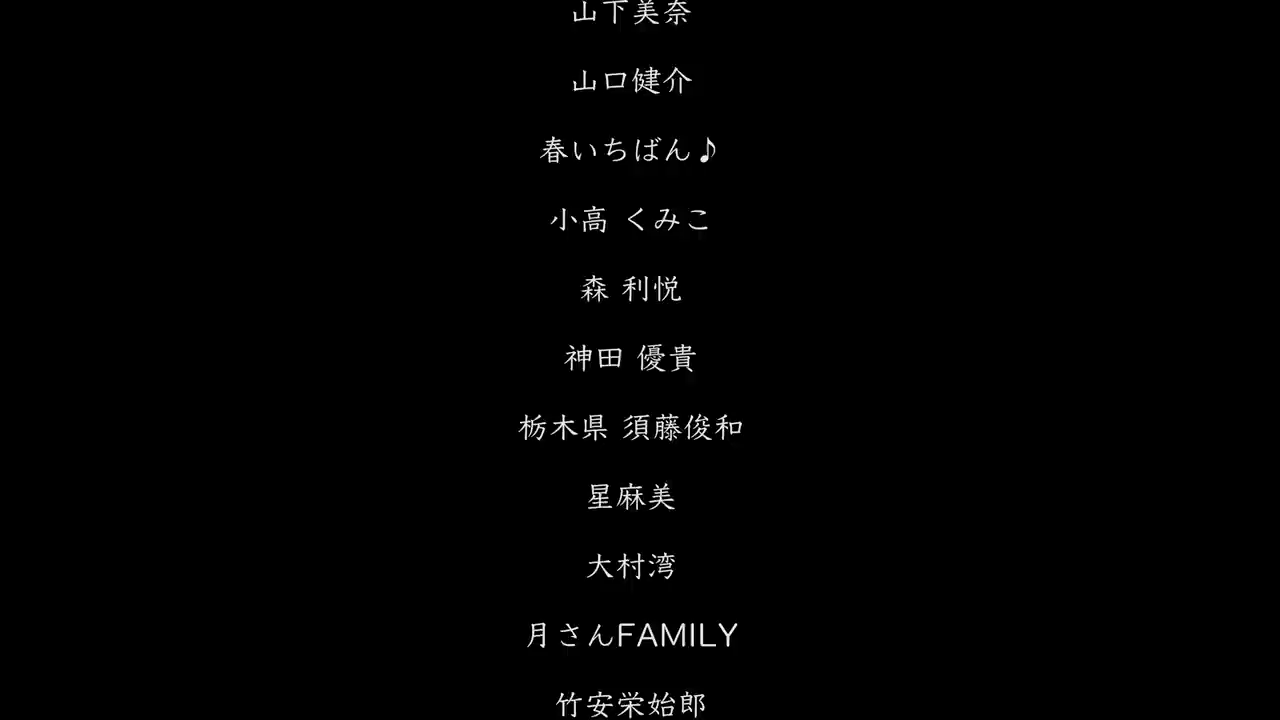 山下美奈
山口健介
春いちばん♪
小高 くみこ
森 利悦
神田 優貴
栃木県 須藤俊和
星麻美
大村湾
月さんFAMILY
竹安栄始郎